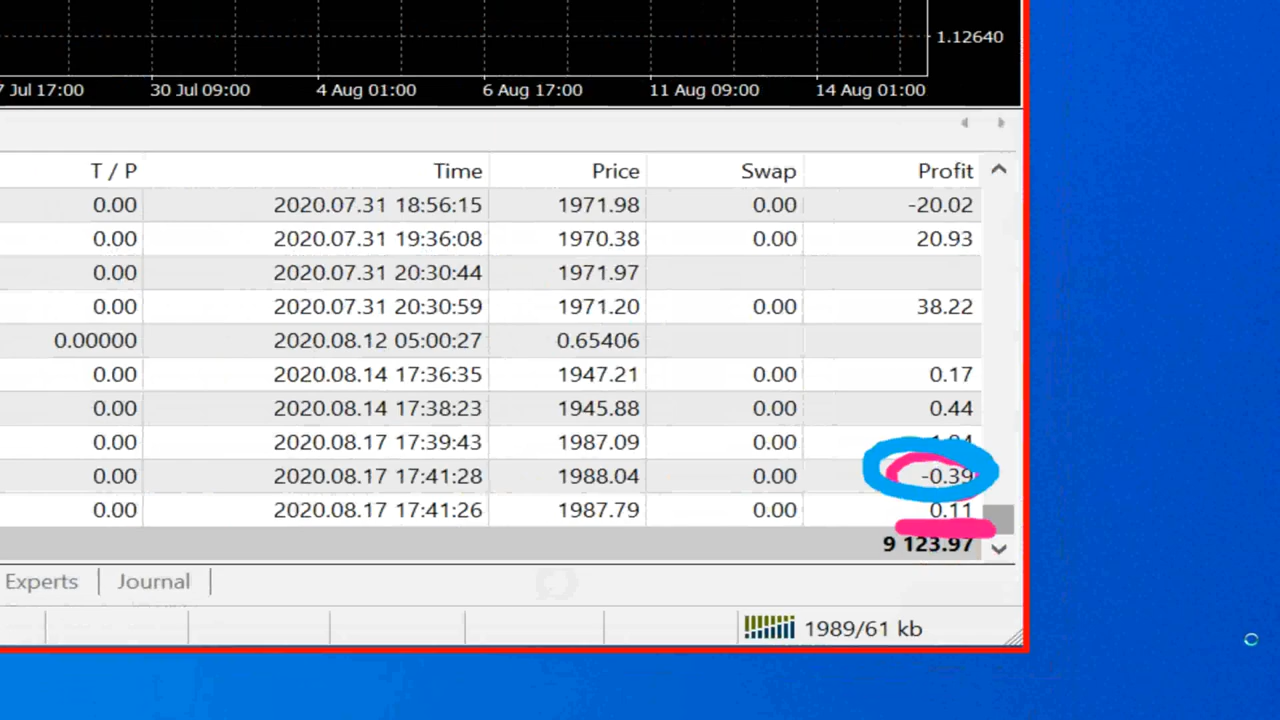 1.12640
7 Jul 17:00 30 Jul 09:00 4 Aug 01:00 6 Aug 17:00 11 Aug 09:00 14 Aug 01:00
T / P Time Price Swap Profit
0.00 2020.07.31 18:56:15 1971.98 0.00 -20.02
0.00 2020.07.31 19:36:08 1970.38 0.00 20.93
0.00 2020.07.31 20:30:44 1971.97
0.00 2020.07.31 20:30:59 1971.20 0.00 38.22
0.00000 2020.08.12 05:00:27 0.65406
0.00 2020.08.14 17:36:35 1947.21 0.00 0.17
0.00 2020.08.14 17:38:23 1945.88 0.00 0.44
0.00 2020.08.17 17:39:43 1987.09 0.00
0.00 2020.08.17 17:41:28 1988.04 0.00 -0.39
0.00 2020.08.17 17:41:26 1987.79 0.00 0.11
9 123.97
Experts Journal
1989/61 kb